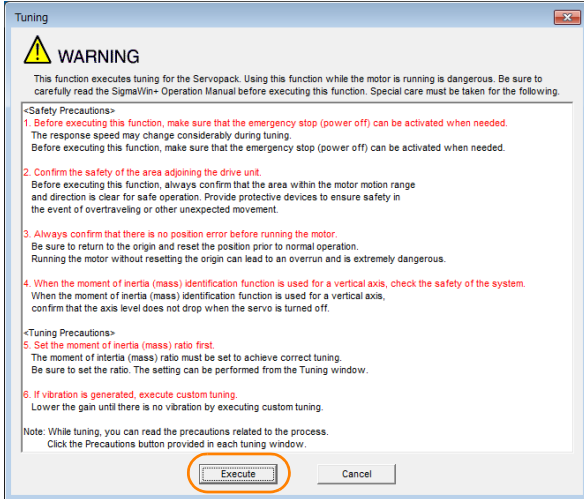 Tuning
WARNING
This function executes tuning for the Servopack. Using this function while the motor is running is dangerous. Be sure to
carefully read the SigmaWin+ Operation Manual before executing this function. Special care must be taken for the following.
<Safety Precautions>
1. Before executing this function, make sure that the emergency stop (power off) can be activated when needed.
The response speed may change considerably during tuning.
Before executing this function, make sure that the emergency stop (power off) can be activated when needed.
2. Confirm the safety of the area adjoining the drive unit.
Before executing this function, always confirm that the area within the motor motion range
and direction is clear for safe operation. Provide protective devices to ensure safety in
the event of overtraveling or other unexpected movement.
3. Always confirm that there is no position error before running the motor.
Be sure to return to the origin and reset the position prior to normal operation.
Running the motor without resetting the origin can lead to an overrun and is extremely dangerous.
4. When the moment of inertia (mass) identification function is used for a vertical axis, check the safety of the system.
When the moment of inertia (mass) identification function is used for a vertical axis,
confirm that the axis level does not drop when the servo is turned off.
<Tuning Precautions>
5. Set the moment of inertia (mass) ratio first.
The moment of intertia (mass) ratio must be set to achieve correct tuning.
Be sure to set the ratio. The setting can be performed from the Tuning window.
6. If vibration is generated, execute custom tuning.
Lower the gain until there is no vibration by executing custom tuning.
Note: While tuning, you can read the precautions related to the process.
Click the Precautions button provided in each tuning window.
Execute
Cancel